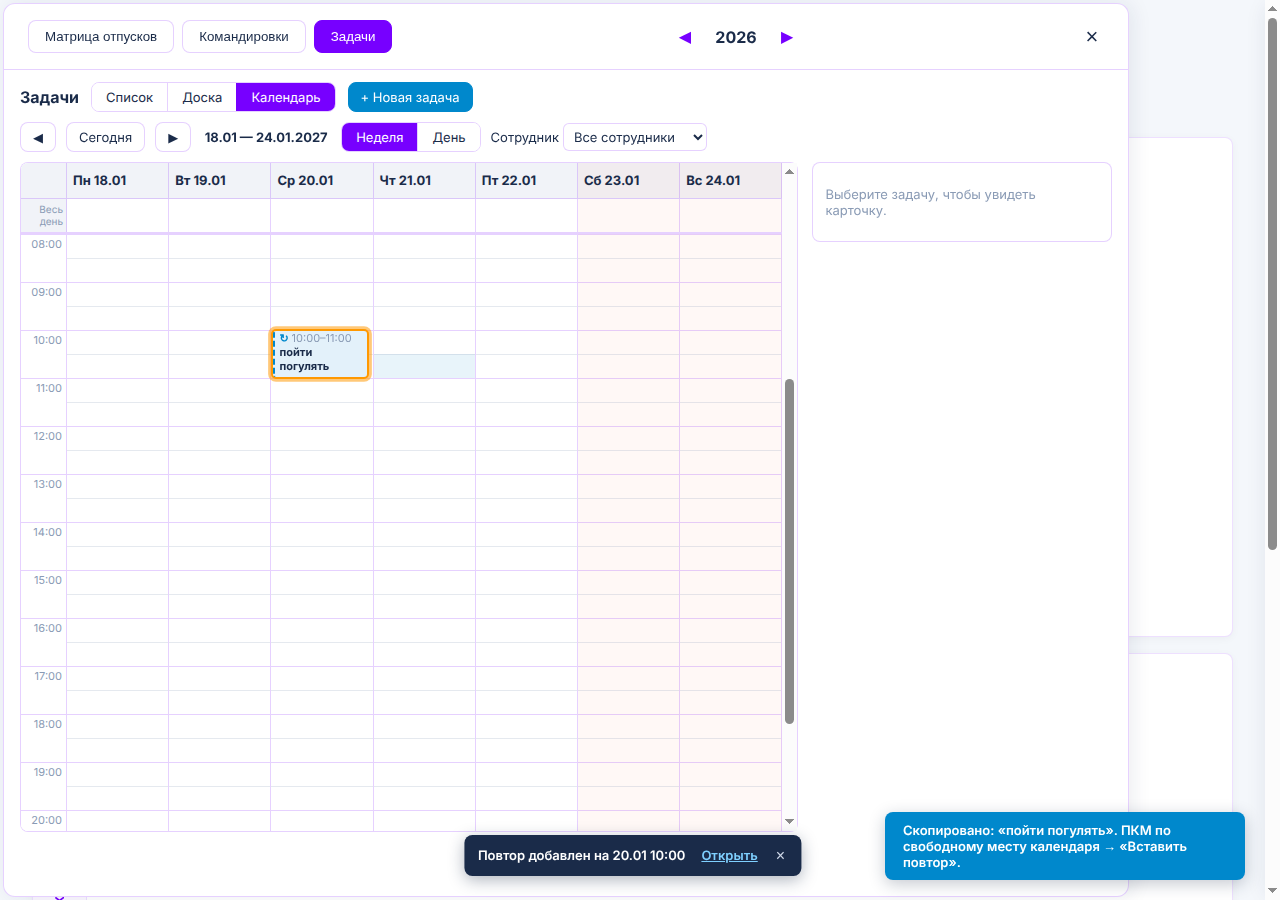 Матрица отпусков Командировки Задачи ◀ 2026 ▶ ×
Задачи Список Доска Календарь + Новая задача
◀ Сегодня ▶ 18.01 — 24.01.2027 Неделя День Сотрудник Все сотрудники
Пн 18.01 Вт 19.01 Ср 20.01 Чт 21.01 Пт 22.01 Сб 23.01 Вс 24.01
Весь
день
Выберите задачу, чтобы увидеть
карточку.
08:00
09:00
10:00
↻ 10:00–11:00
пойти
погулять
11:00
12:00
13:00
14:00
15:00
16:00
17:00
18:00
19:00
20:00
Повтор добавлен на 20.01 10:00 Открыть ×
Скопировано: «пойти погулять». ПКМ по
свободному месту календаря → «Вставить
повтор».